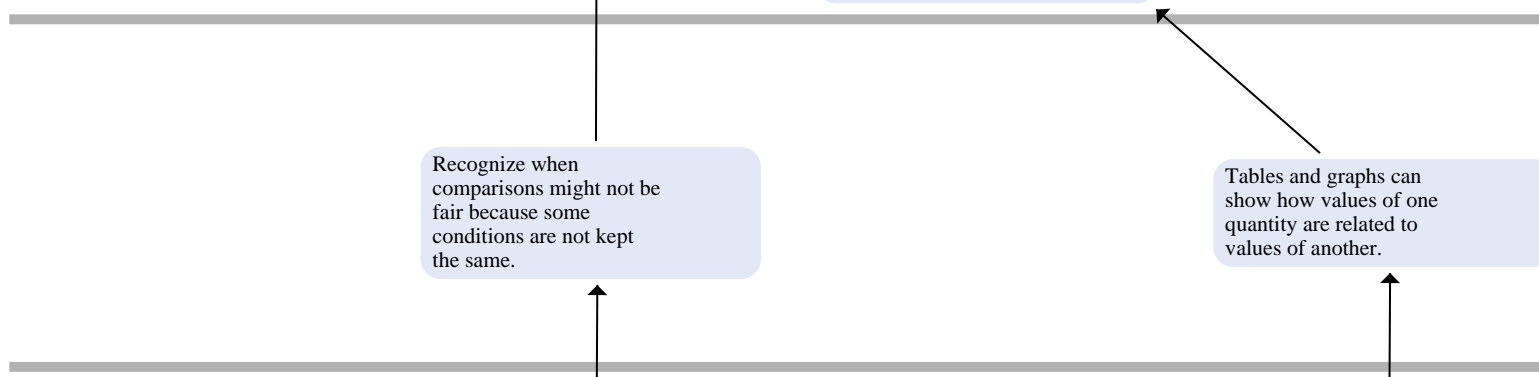 Recognize when
comparisons might not be
fair because some
conditions are not kept
the same.
Tables and graphs can
show how values of one
quantity are related to
values of another.